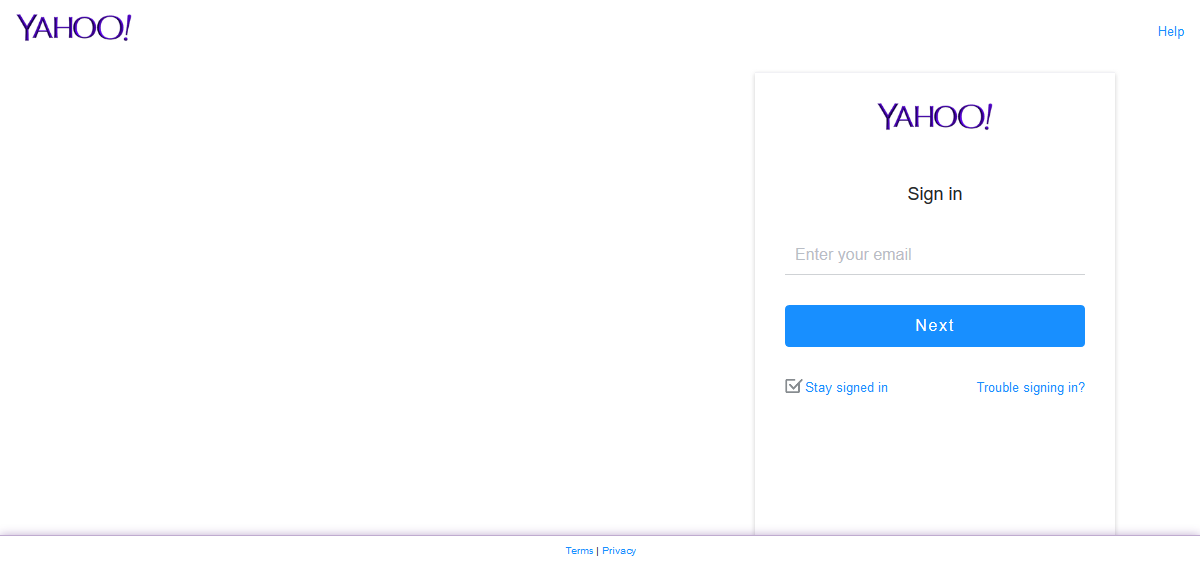 YAHOO!
Help
YAHOO!
Sign in
Enter your email
Next
Stay signed in
Trouble signing in?
Terms | Privacy